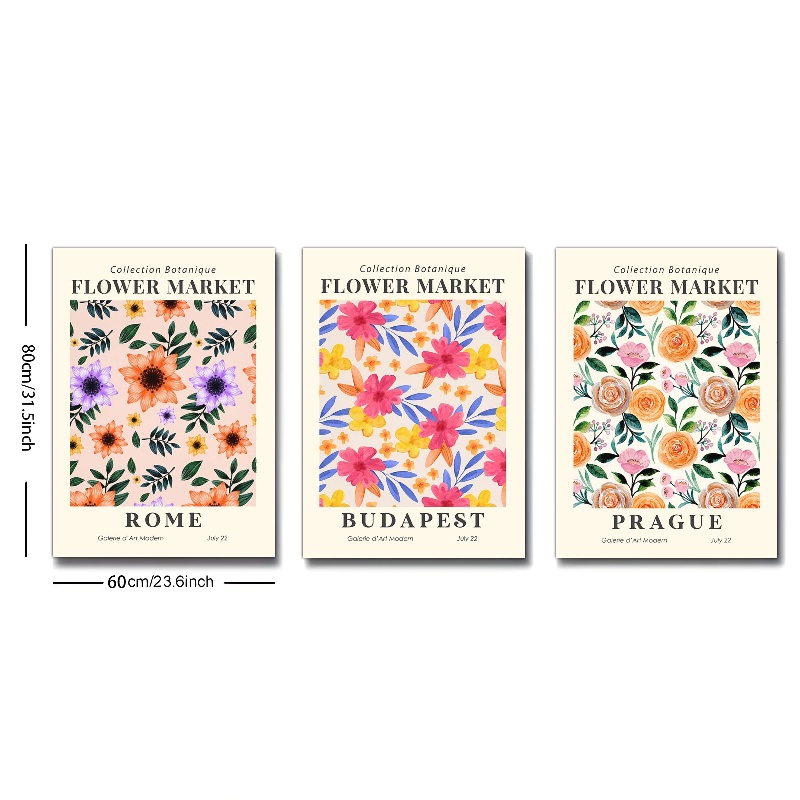 80cm/31.5inch
Collection Botanique
FLOWER MARKET
ROME
Galerie d'Art Modern July 22
Collection Botanique
FLOWER MARKET
BUDAPEST
Galerie d'Art Modern July 22
Collection Botanique
FLOWER MARKET
PRAGUE
Galerie d'Art Modern July 22
60cm/23.6inch